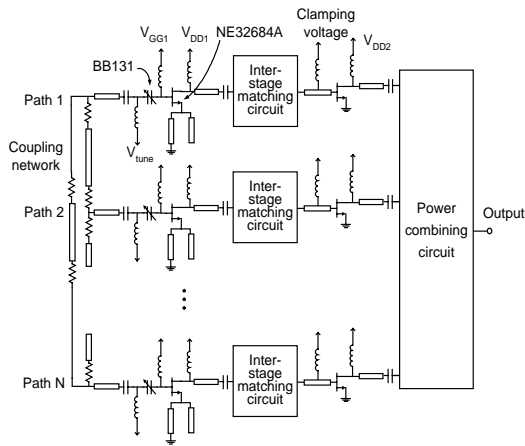 V_GG1
V_DD1
NE32684A
Clamping
voltage
V_DD2
BB131
Path 1
Inter-
stage
matching
circuit
Coupling
network
V_tune
Path 2
Inter-
stage
matching
circuit
Power
combining
circuit
Output
Path N
Inter-
stage
matching
circuit